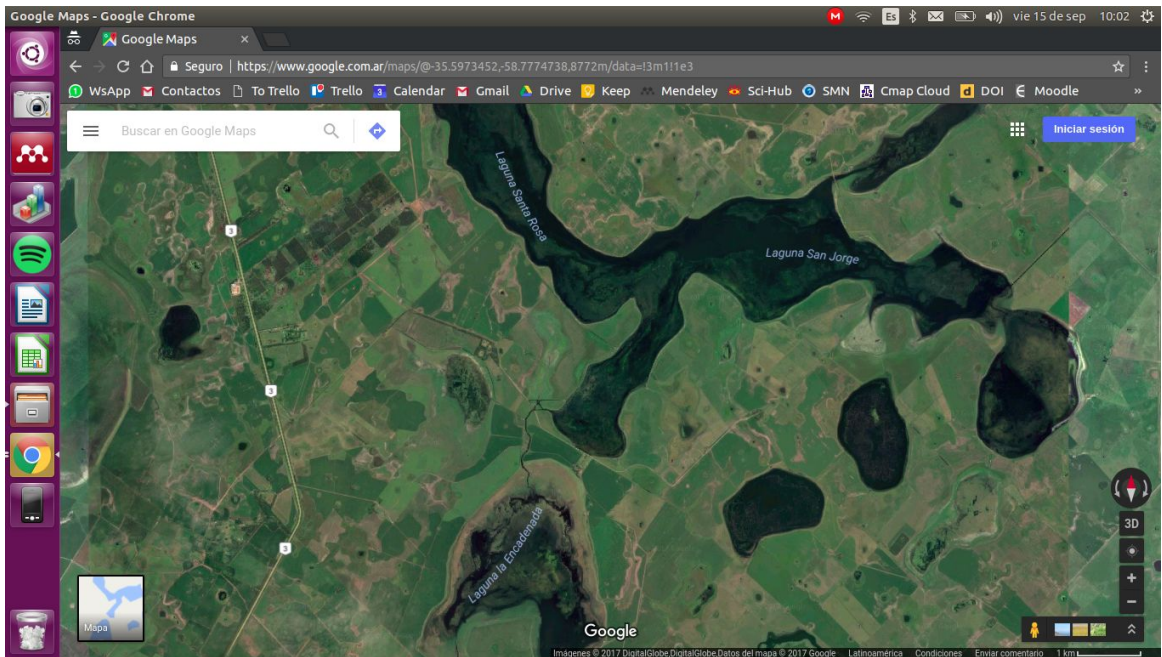 Google Maps - Google Chrome
M Es vie 15 de sep 10:02
Google Maps ×
Seguro | https://www.google.com.ar/maps/@-35.5973452,-58.7774738,8772m/data=!3m1!1e3
WsApp Contactos To Trello Trello Calendar Gmail Drive Keep Mendeley Sci-Hub SMN Cmap Cloud d DOI Moodle »
Buscar en Google Maps
Iniciar sesión
Laguna Santa Rosa
3
Laguna San Jorge
3
3D
3
Laguna la Encadenada
+
−
Mapa
Google
Imágenes © 2017 DigitalGlobe,DigitalGlobe,Datos del mapa © 2017 Google Latinoamérica Condiciones Enviar comentario 1 km